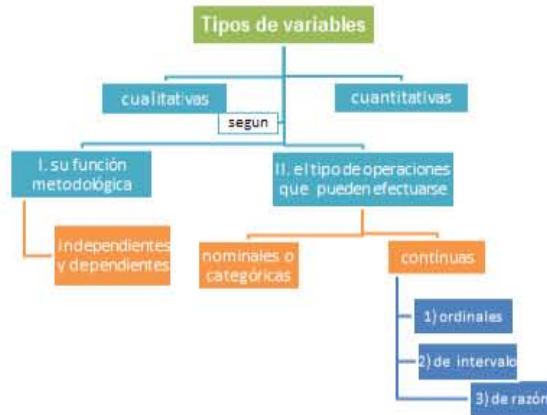 Tipos de variables
cualitativas
cuantitativas
segun
I. su función
metodológica
II. el tipo de operaciones
que pueden efectuarse
independientes
y dependientes
nominales o
categóricas
contínuas
1) ordinales
2) de intervalo
3) de razón